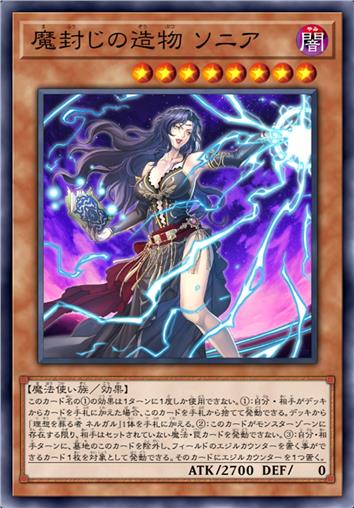 魔封じの造物 ソニア
闇
【魔法使い族／効果】
このカード名の①の効果は1ターンに1度しか使用できない。①:自分・相手がデッキ
からカードを手札に加えた場合、このカードを手札から捨てて発動できる。デッキから
「理想を葬る者 ネルガル」1体を手札に加える。②:このカードがモンスターゾーンに
存在する限り、相手はセットされていない魔法・罠カードを発動できない。③:自分・相
手ターンに、墓地のこのカードを除外し、フィールドのエジルカウンターを置く事がで
きるカード1枚を対象として発動できる。そのカードにエジルカウンターを1つ置く。
ATK/2700 DEF/ 0